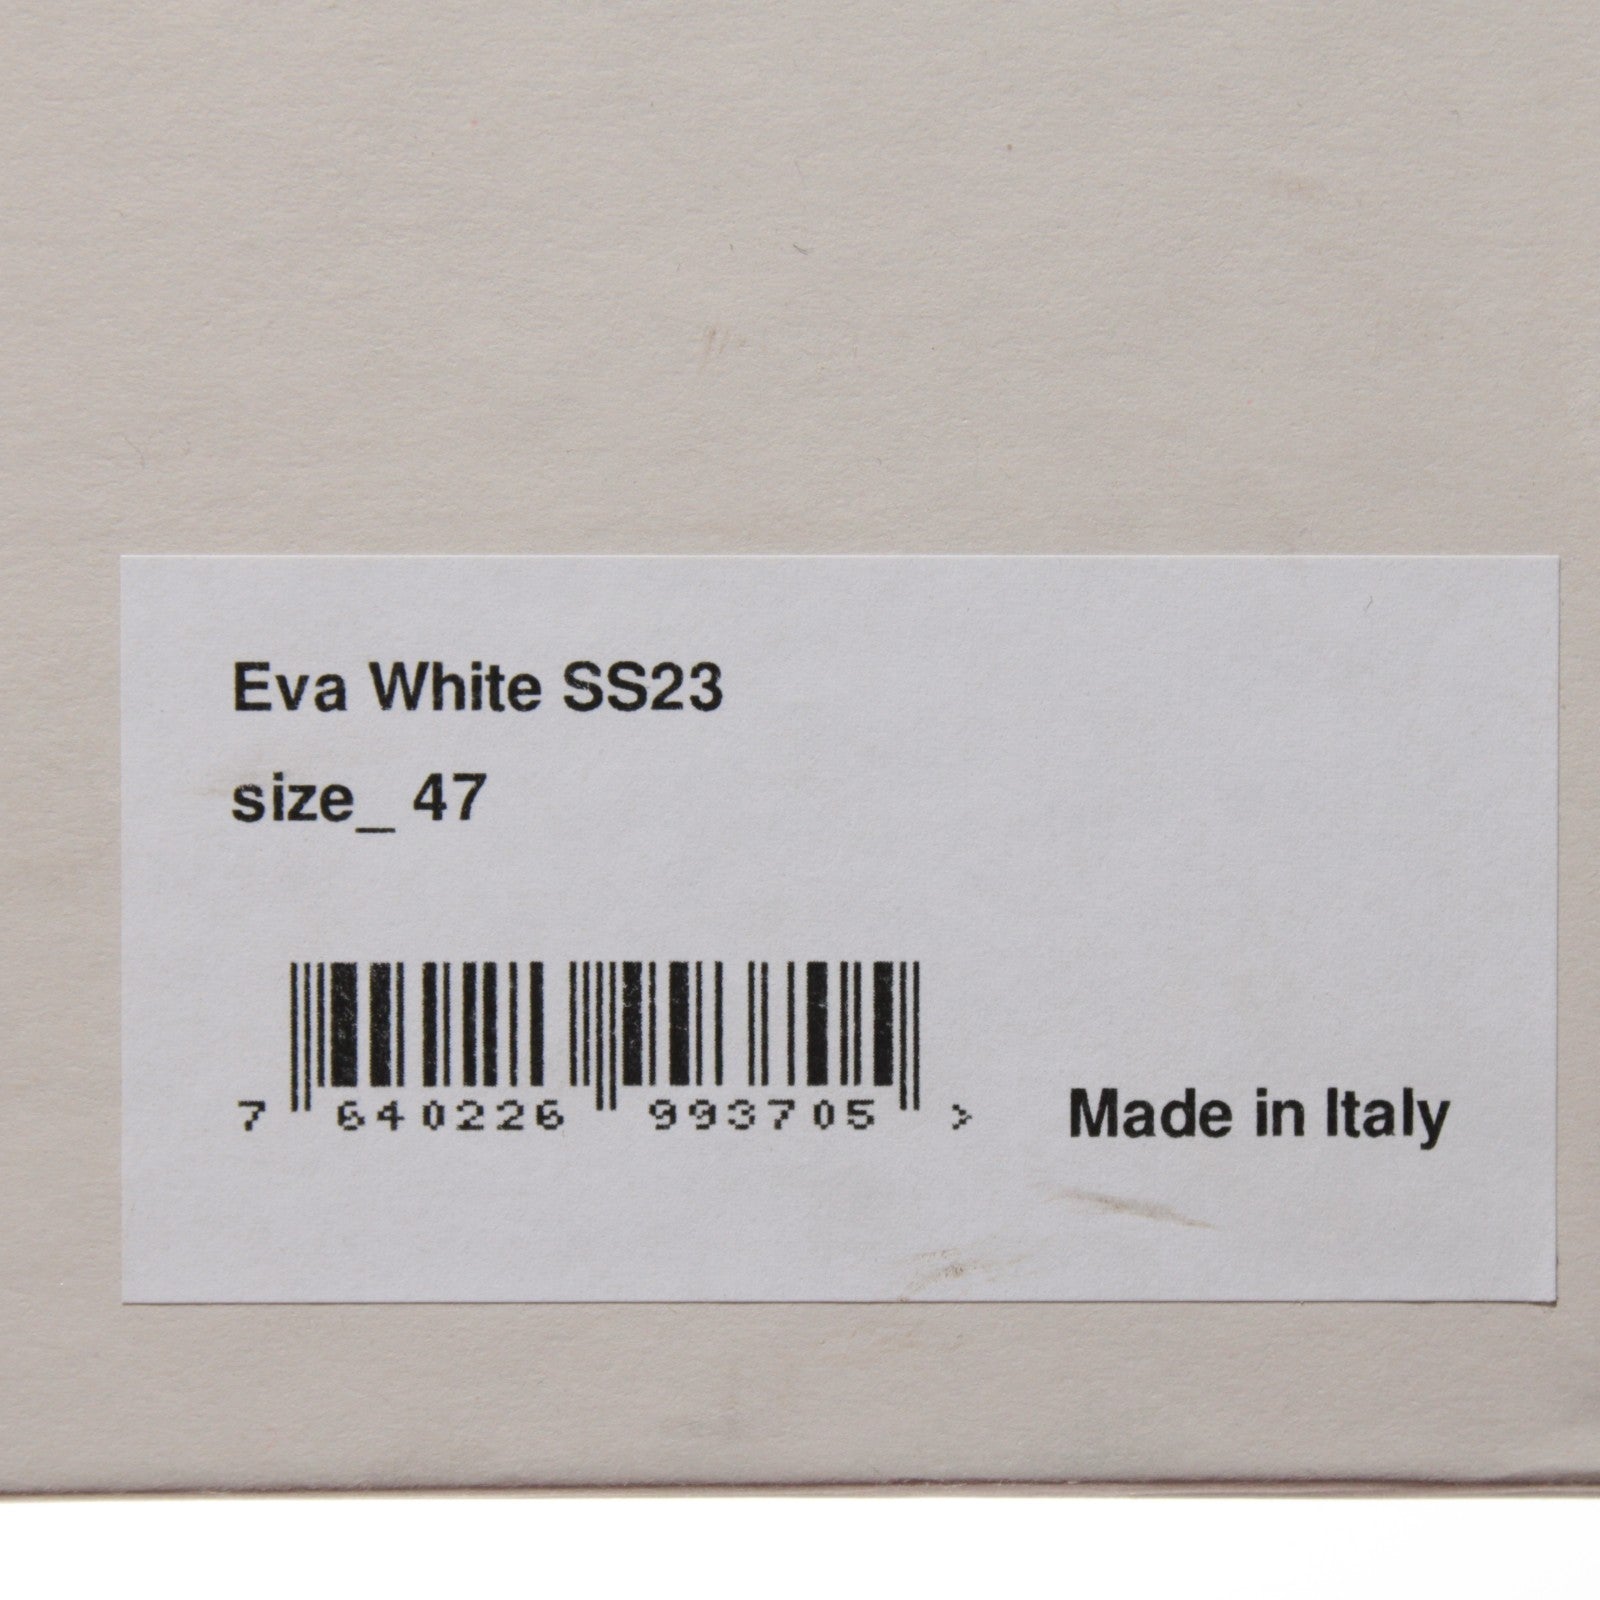 Eva White SS23
size_ 47
7 640226 993705 >
Made in Italy